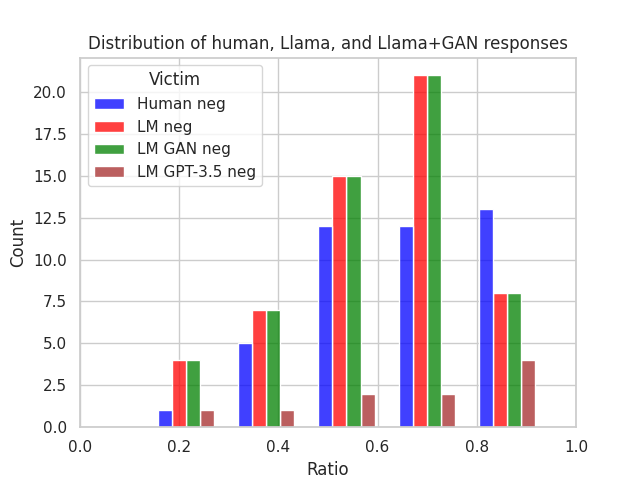 Distribution of human, Llama, and Llama+GAN responses
Victim
Human neg
LM neg
LM GAN neg
LM GPT-3.5 neg
Count
20.0
17.5
15.0
12.5
10.0
7.5
5.0
2.5
0.0
0.0 0.2 0.4 0.6 0.8 1.0
Ratio